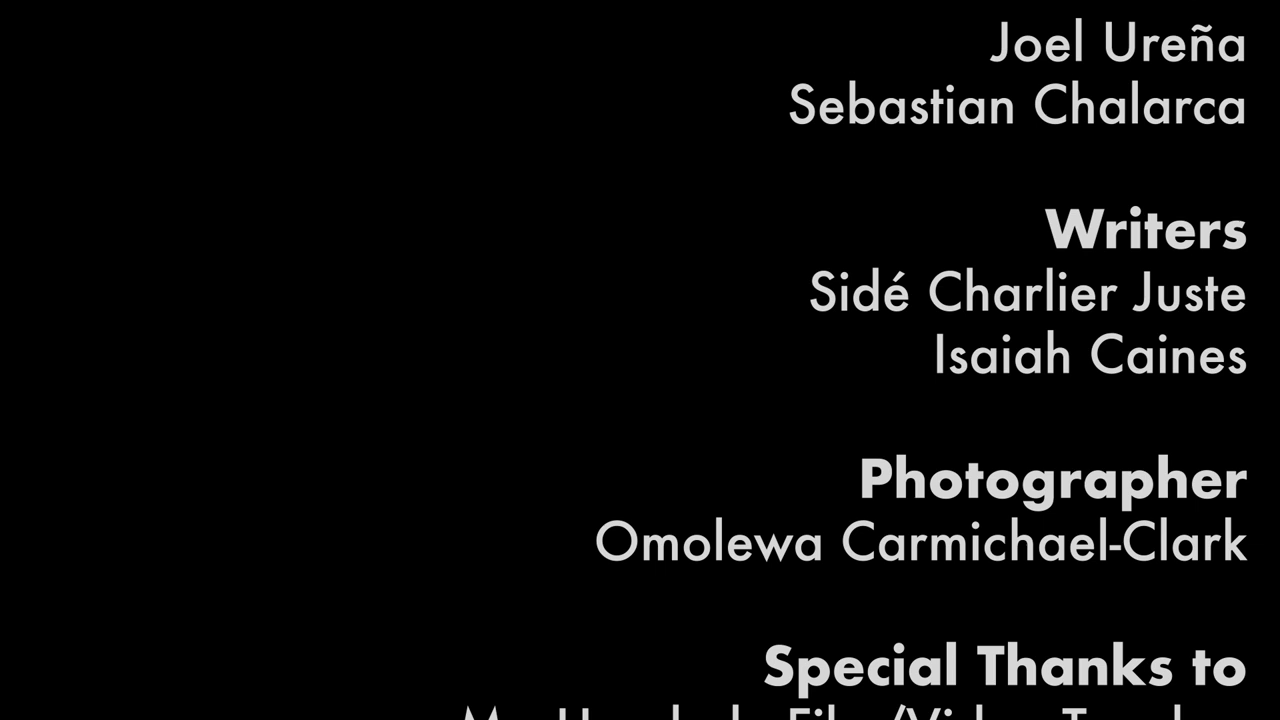 Joel Ureña
Sebastian Chalarca
Writers
Sidé Charlier Juste
Isaiah Caines
Photographer
Omolewa Carmichael-Clark
Special Thanks to